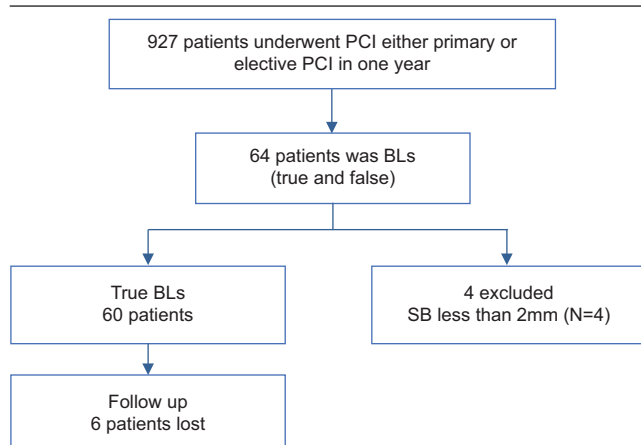 927 patients underwent PCI either primary or
elective PCI in one year
64 patients was BLs
(true and false)
True BLs
60 patients
4 excluded
SB less than 2mm (N=4)
Follow up
6 patients lost